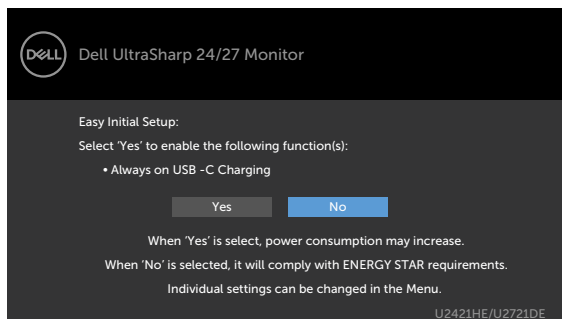 DELL Dell UltraSharp 24/27 Monitor
Easy Initial Setup:
Select ‘Yes’ to enable the following function(s):
• Always on USB -C Charging
Yes No
When ‘Yes’ is select, power consumption may increase.
When ‘No’ is selected, it will comply with ENERGY STAR requirements.
Individual settings can be changed in the Menu.
U2421HE/U2721DE